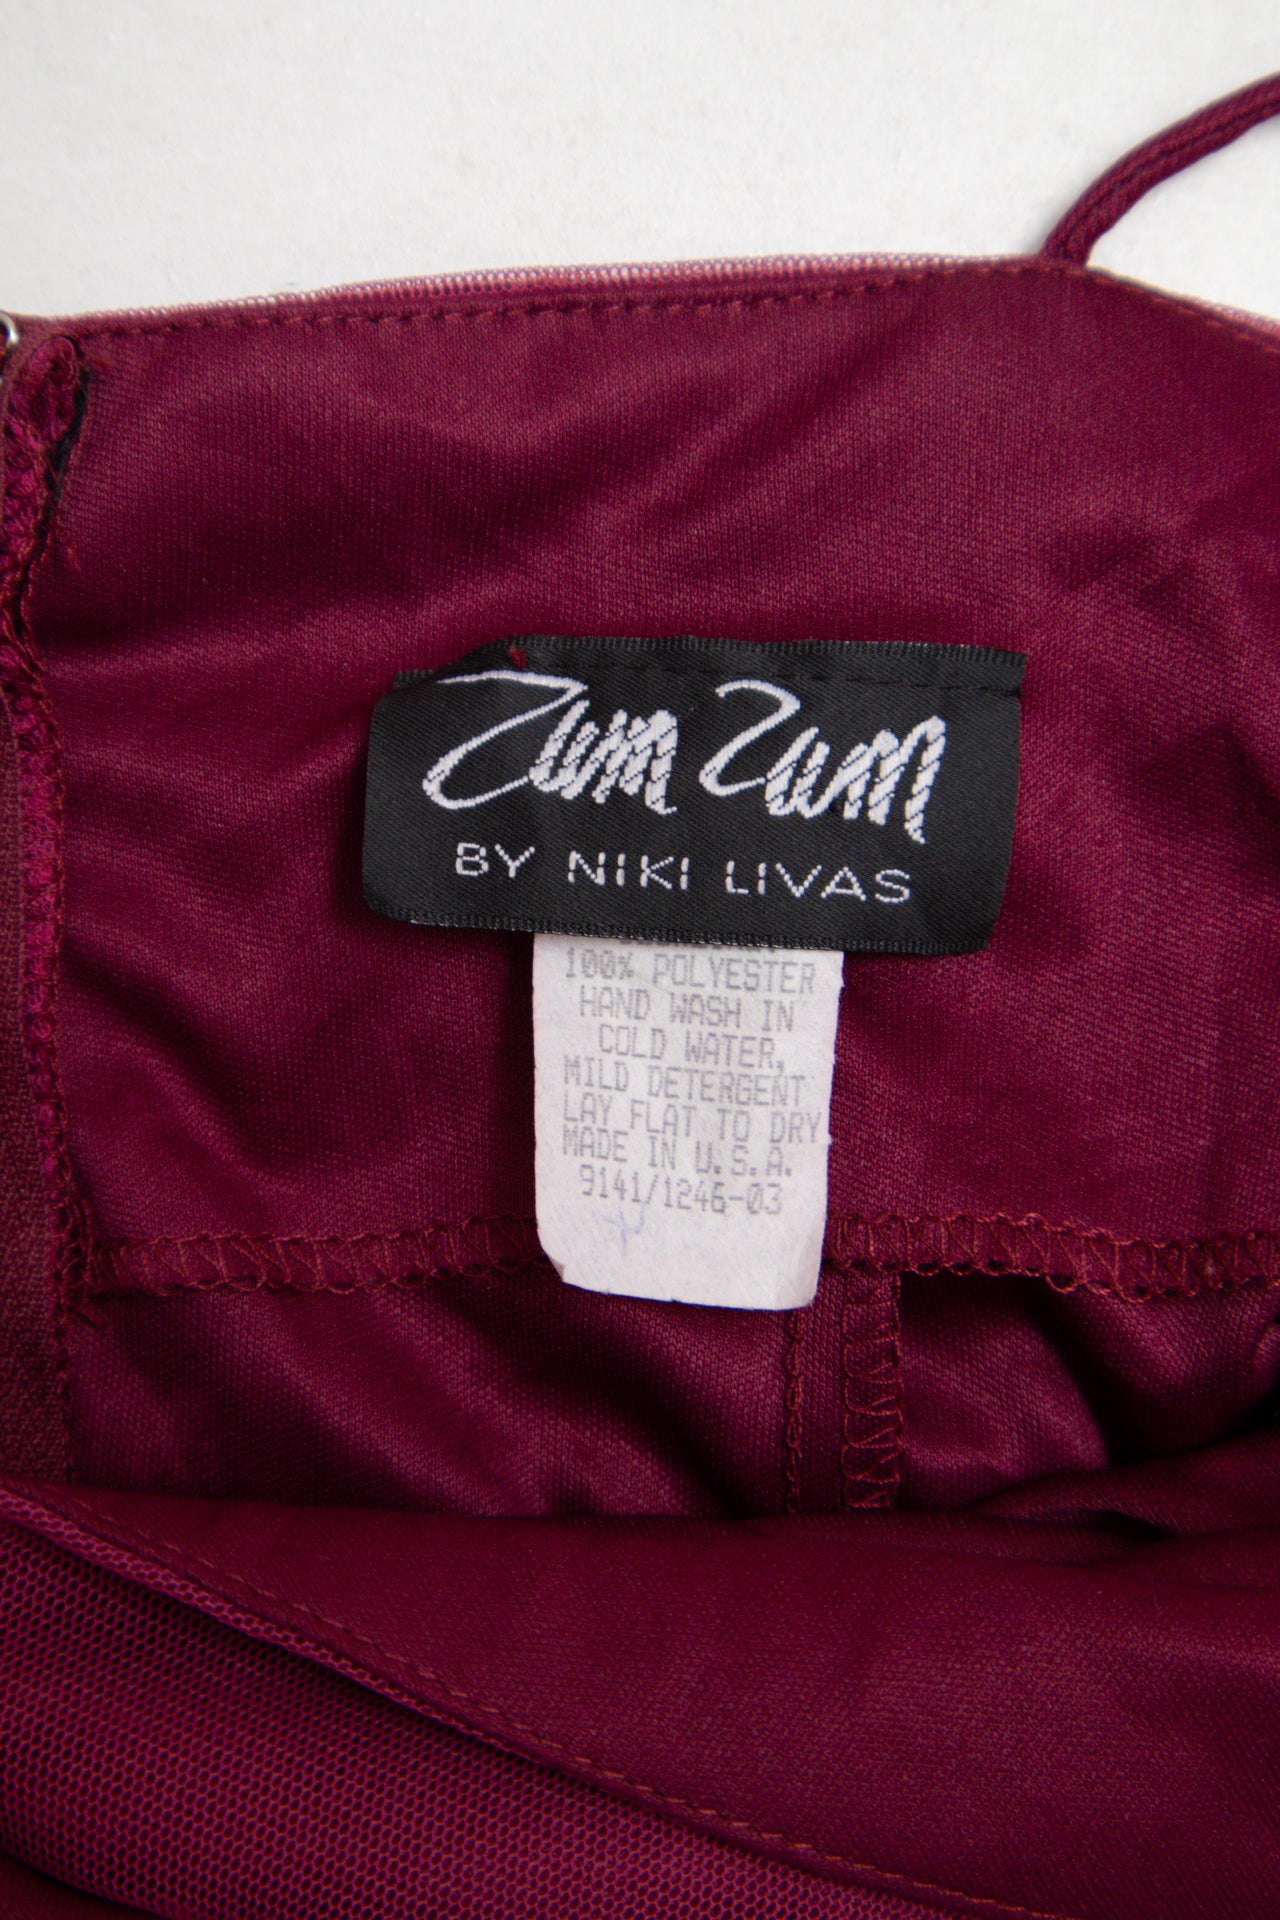 Zum Zum
BY NIKI LIVAS
100% POLYESTER
HAND WASH IN
COLD WATER,
MILD DETERGENT
LAY FLAT TO DRY
MADE IN U.S.A.
9141/1246-03